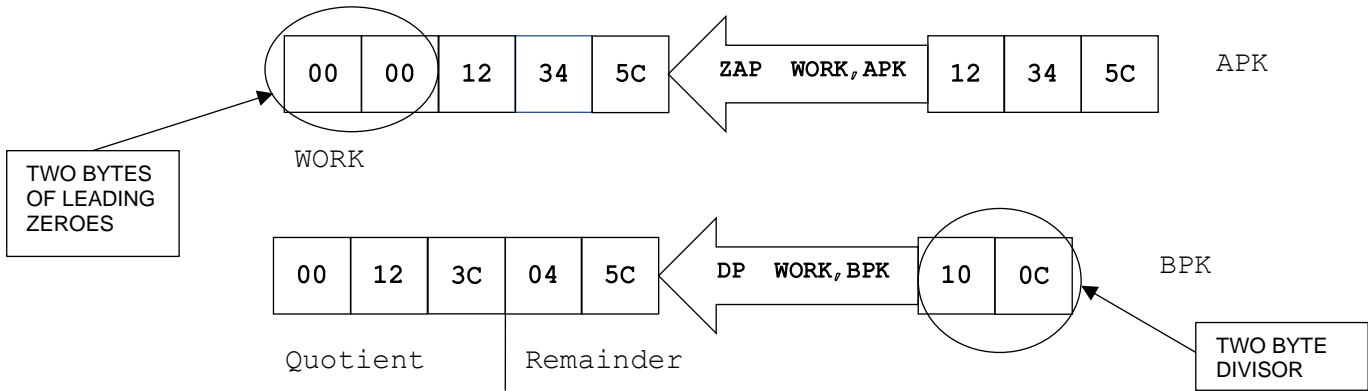 00 00 12 34 5C ZAP WORK,APK 12 34 5C APK
WORK
TWO BYTES
OF LEADING
ZEROES
00 12 3C 04 5C DP WORK,BPK 10 0C BPK
Quotient Remainder
TWO BYTE
DIVISOR